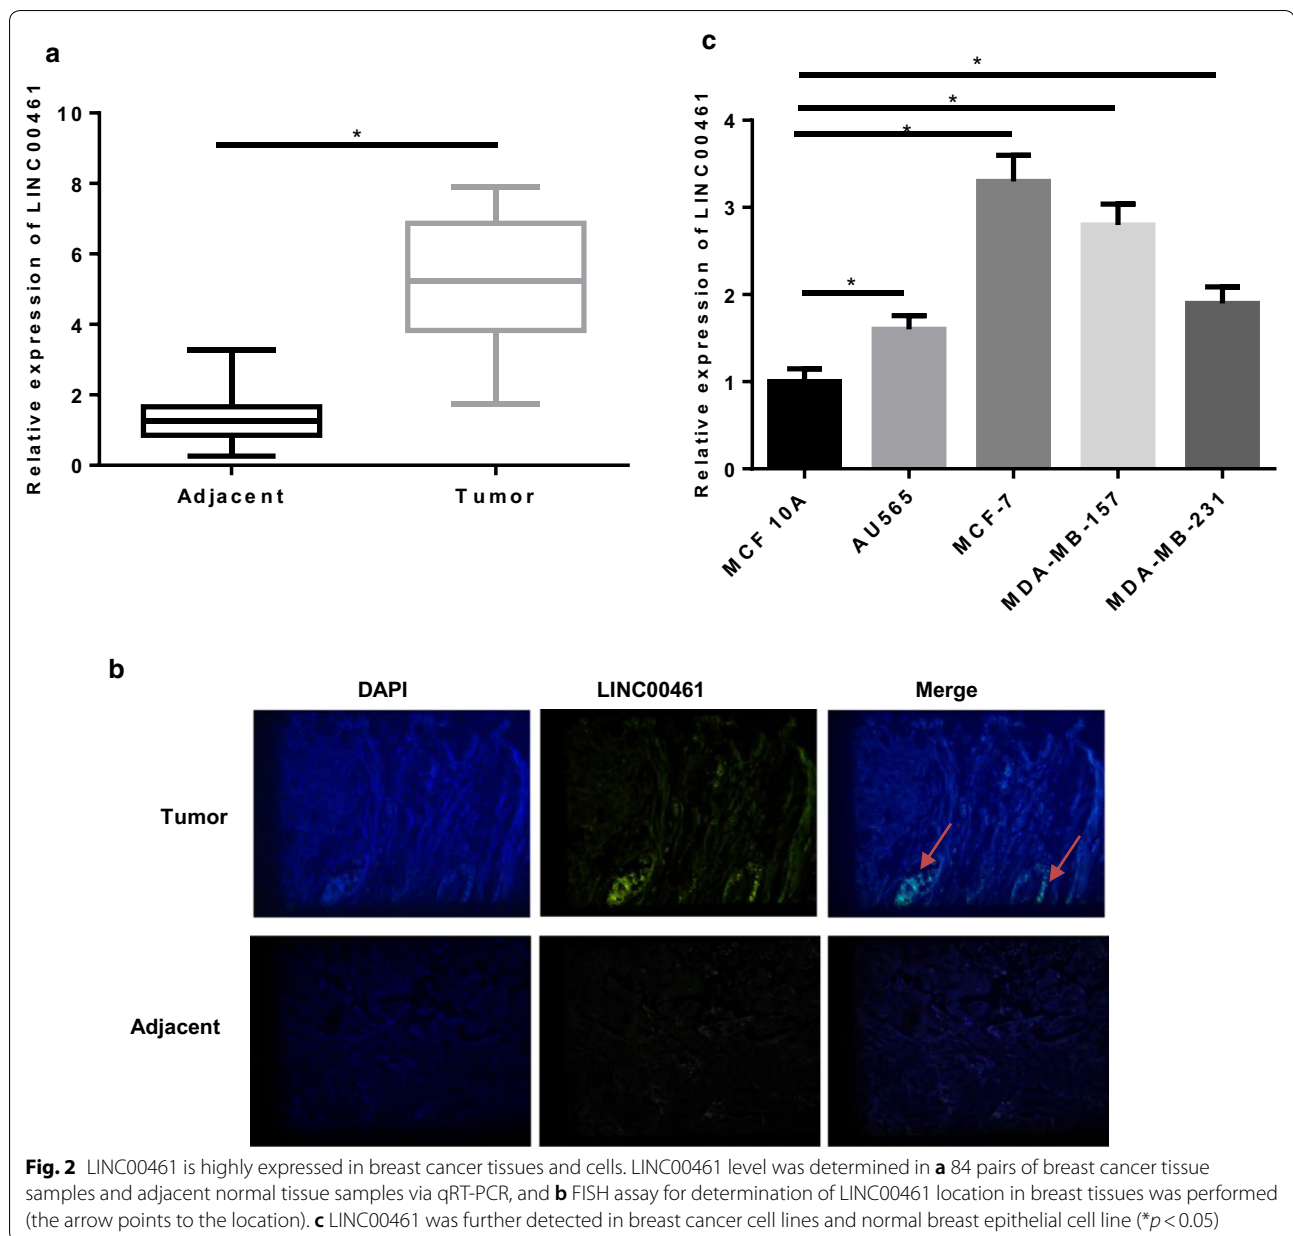 a
Relative expression of LINC00461
10
8
6
4
2
0
*
Adjacent
Tumor
c
Relative expression of LINC00461
4
3
2
1
0
*
*
*
*
MCF 10A
AU565
MCF-7
MDA-MB-157
MDA-MB-231
b
DAPI
LINC00461
Merge
Tumor
Adjacent
Fig. 2 LINC00461 is highly expressed in breast cancer tissues and cells. LINC00461 level was determined in a 84 pairs of breast cancer tissue
samples and adjacent normal tissue samples via qRT-PCR, and b FISH assay for determination of LINC00461 location in breast tissues was performed
(the arrow points to the location). c LINC00461 was further detected in breast cancer cell lines and normal breast epithelial cell line (*p < 0.05)